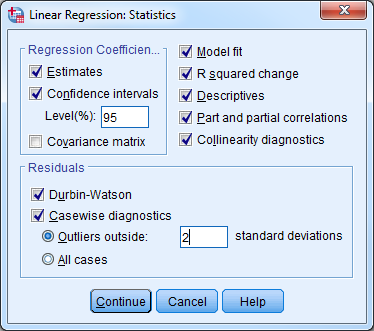 Linear Regression: Statistics
Regression Coefficien...
Estimates
Confidence intervals
Level(%): 95
Covariance matrix
Model fit
R squared change
Descriptives
Part and partial correlations
Collinearity diagnostics
Residuals
Durbin-Watson
Casewise diagnostics
Outliers outside: 2 standard deviations
All cases
Continue Cancel Help